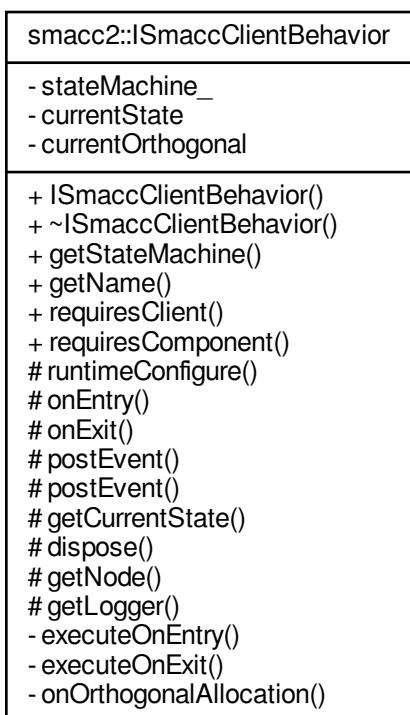 smacc2::ISmaccClientBehavior
- stateMachine_
- currentState
- currentOrthogonal
+ ISmaccClientBehavior()
+ ~ISmaccClientBehavior()
+ getStateMachine()
+ getName()
+ requiresClient()
+ requiresComponent()
# runtimeConfigure()
# onEntry()
# onExit()
# postEvent()
# postEvent()
# getCurrentState()
# dispose()
# getNode()
# getLogger()
- executeOnEntry()
- executeOnExit()
- onOrthogonalAllocation()